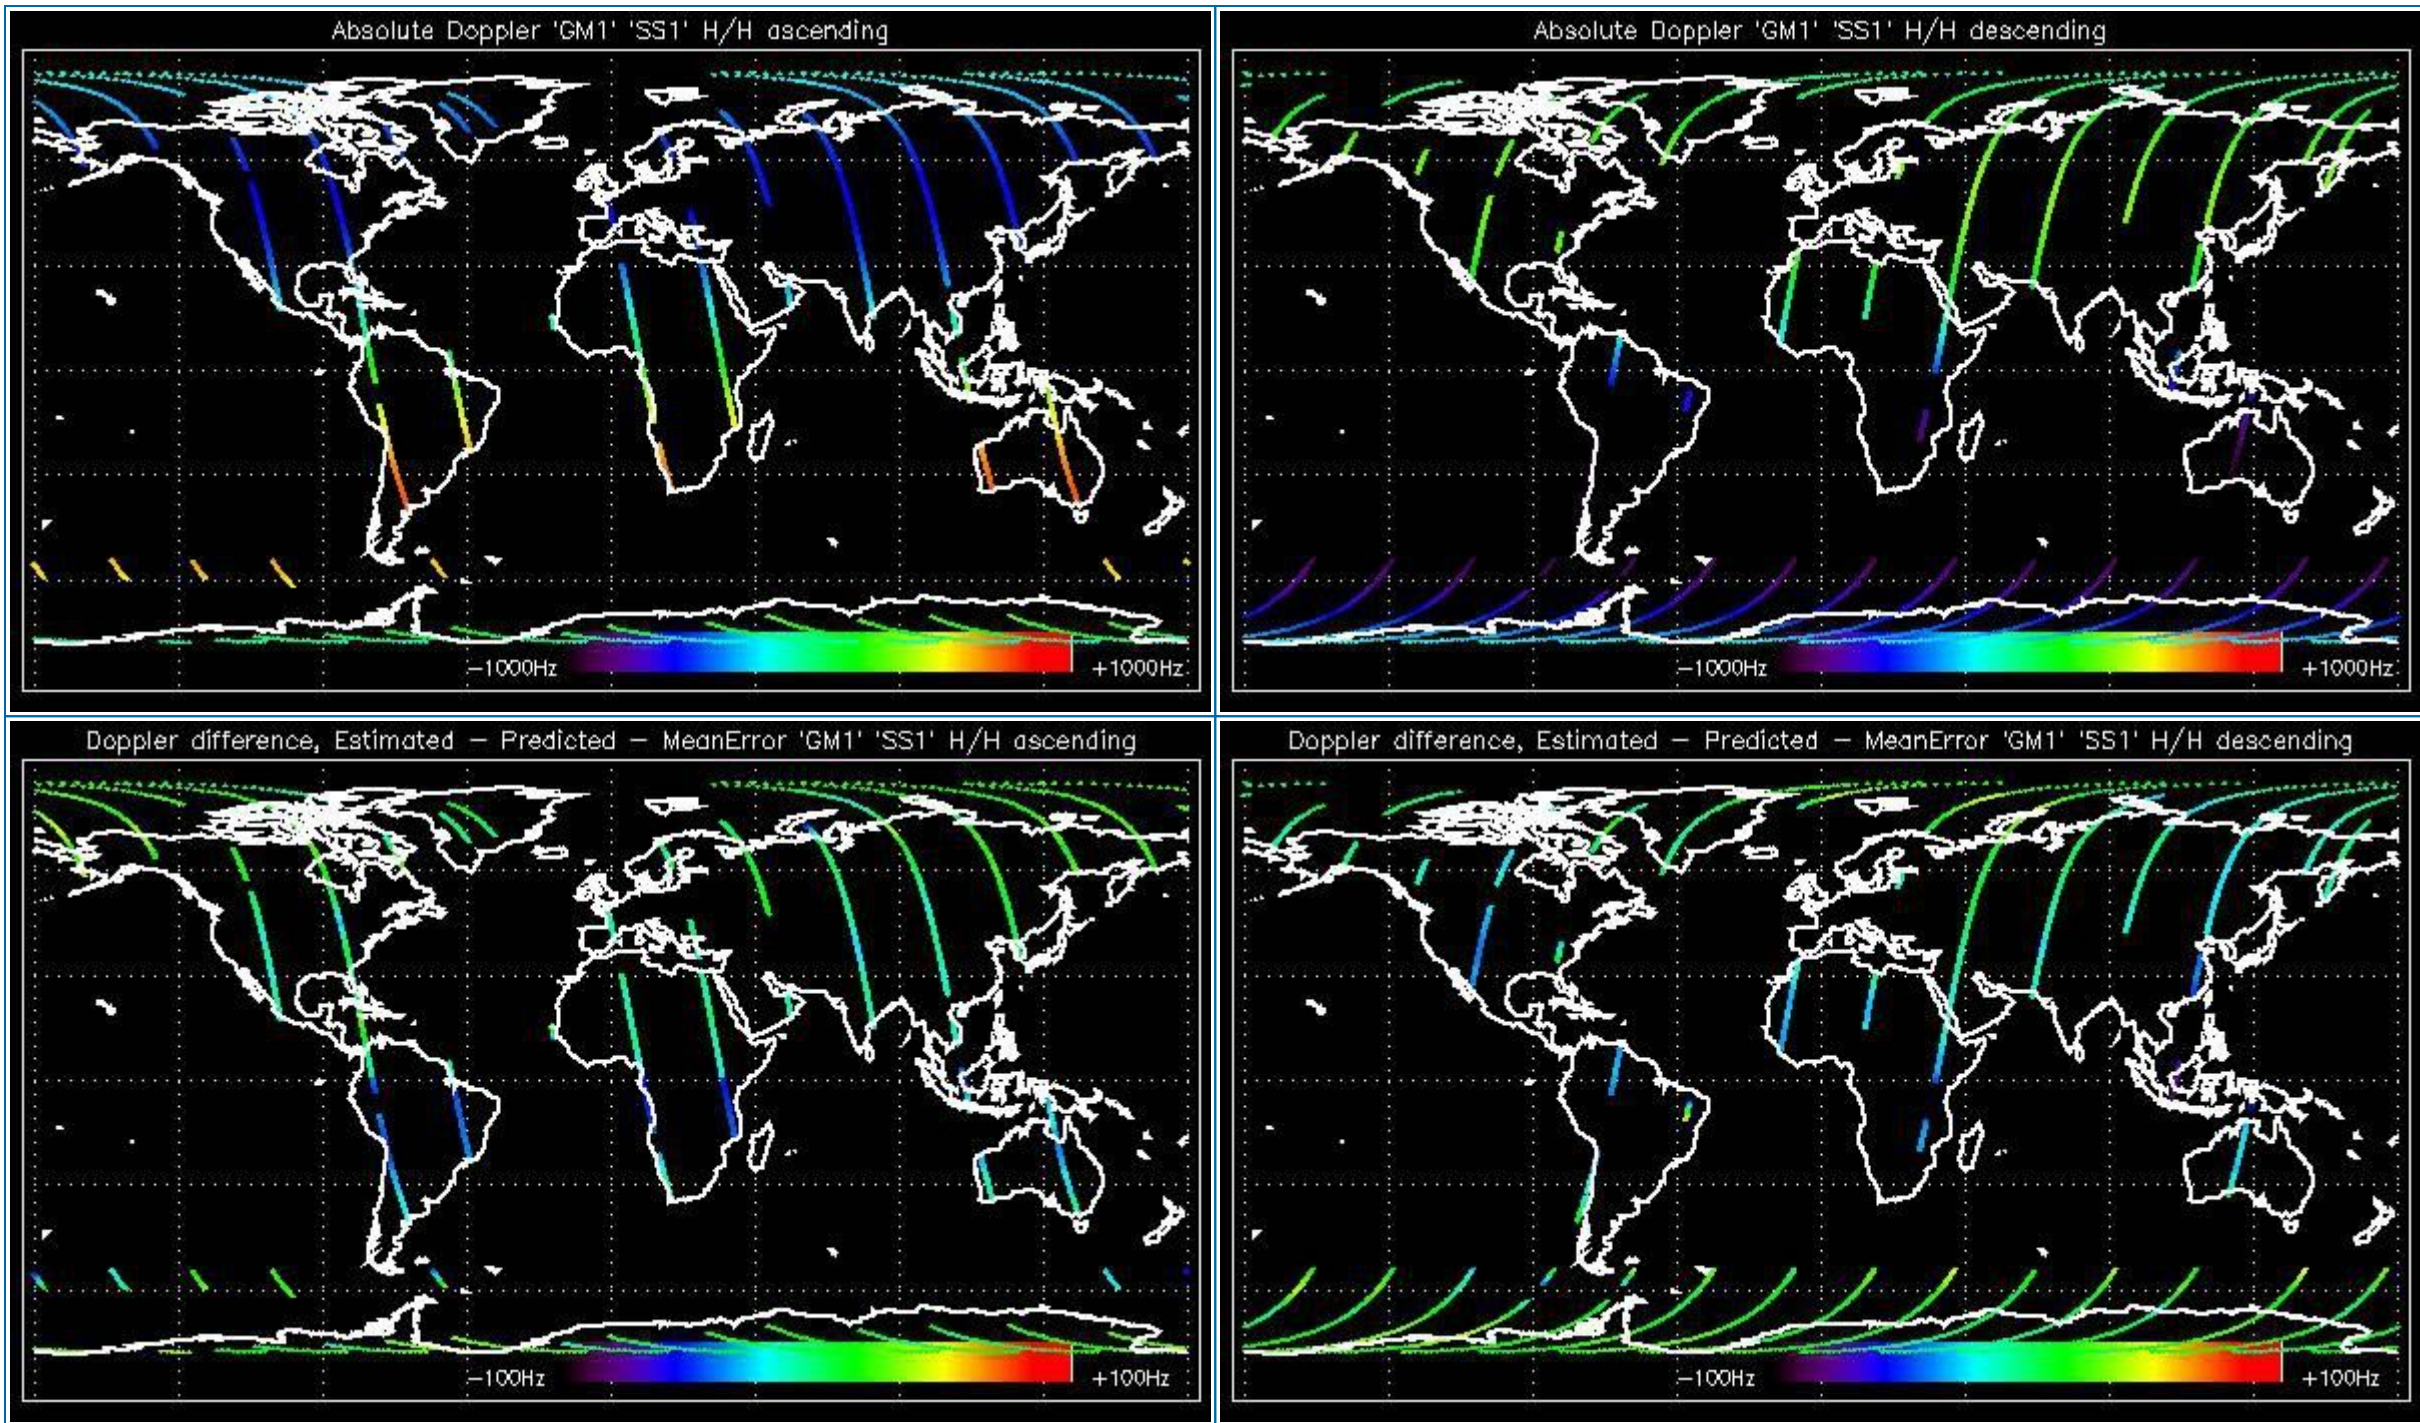 Absolute Doppler 'GM1' 'SS1' H/H ascending
−1000Hz
+1000Hz
Absolute Doppler 'GM1' 'SS1' H/H descending
−1000Hz
+1000Hz
Doppler difference, Estimated − Predicted − MeanError 'GM1' 'SS1' H/H ascending
−100Hz
+100Hz
Doppler difference, Estimated − Predicted − MeanError 'GM1' 'SS1' H/H descending
−100Hz
+100Hz